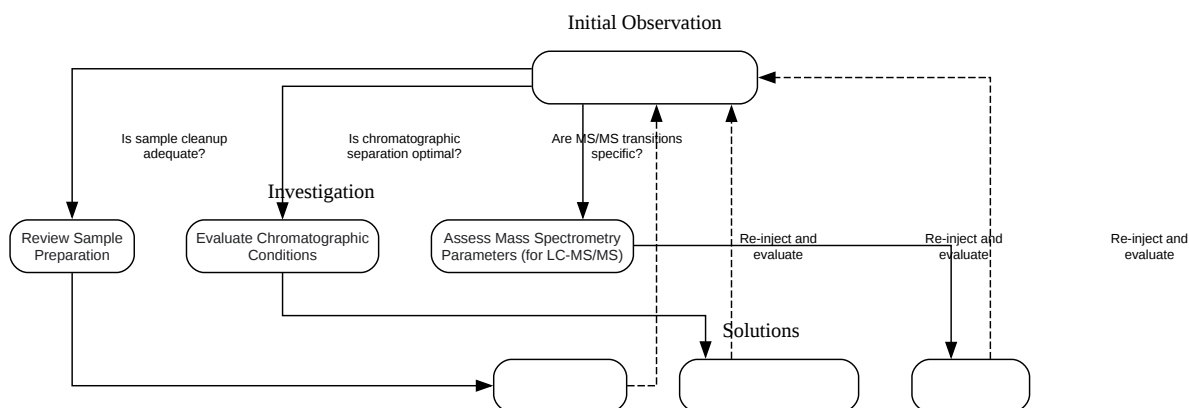 Initial Observation
Is sample cleanup
adequate?
Is chromatographic
separation optimal?
Are MS/MS transitions
specific?
Investigation
Review Sample
Preparation
Evaluate Chromatographic
Conditions
Assess Mass Spectrometry
Parameters (for LC-MS/MS)
Re-inject and
evaluate
Re-inject and
evaluate
Re-inject and
evaluate
Solutions